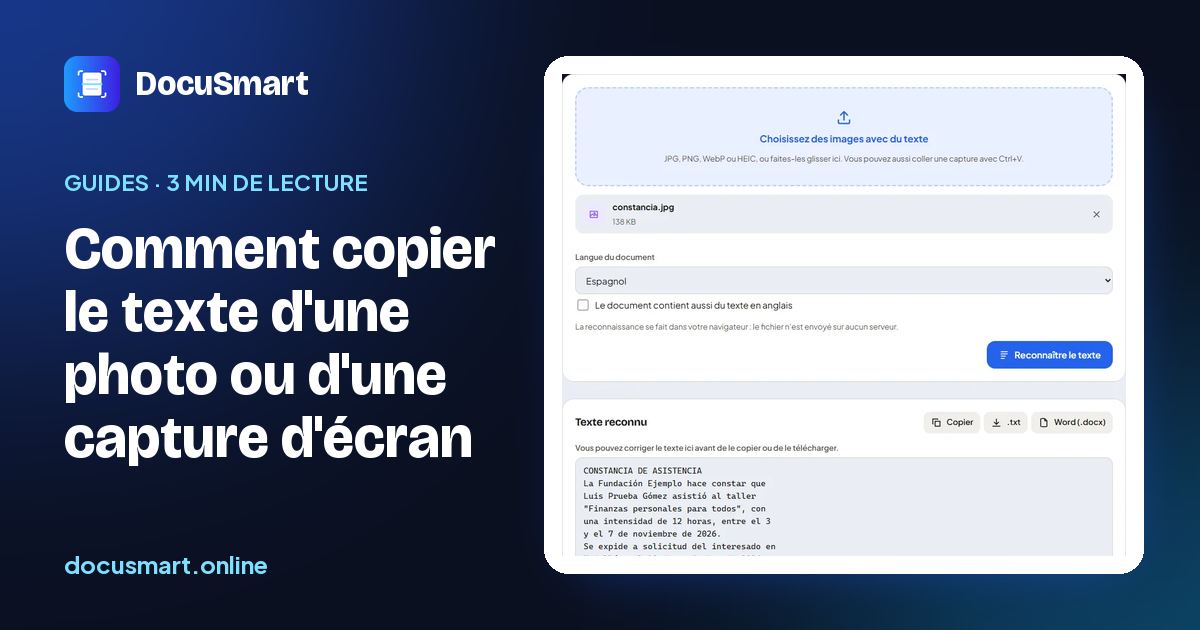 DocuSmart
GUIDES · 3 MIN DE LECTURE
Comment copier
le texte d'une
photo ou d'une
capture d'écran
docusmart.online
Choisissez des images avec du texte
JPG, PNG, WebP ou HEIC, ou faites-les glisser ici. Vous pouvez aussi coller une capture avec Ctrl+V.
constancia.jpg
138 KB
Langue du document
Espagnol
Le document contient aussi du texte en anglais
La reconnaissance se fait dans votre navigateur : le fichier n'est envoyé sur aucun serveur.
Reconnaître le texte
Texte reconnu
Copier
.txt
Word (.docx)
Vous pouvez corriger le texte ici avant de le copier ou de le télécharger.
CONSTANCIA DE ASISTENCIA
La Fundación Ejemplo hace constar que
Luis Prueba Gómez asistió al taller
"Finanzas personales para todos", con
una intensidad de 12 horas, entre el 3
y el 7 de noviembre de 2026.
Se expide a solicitud del interesado en